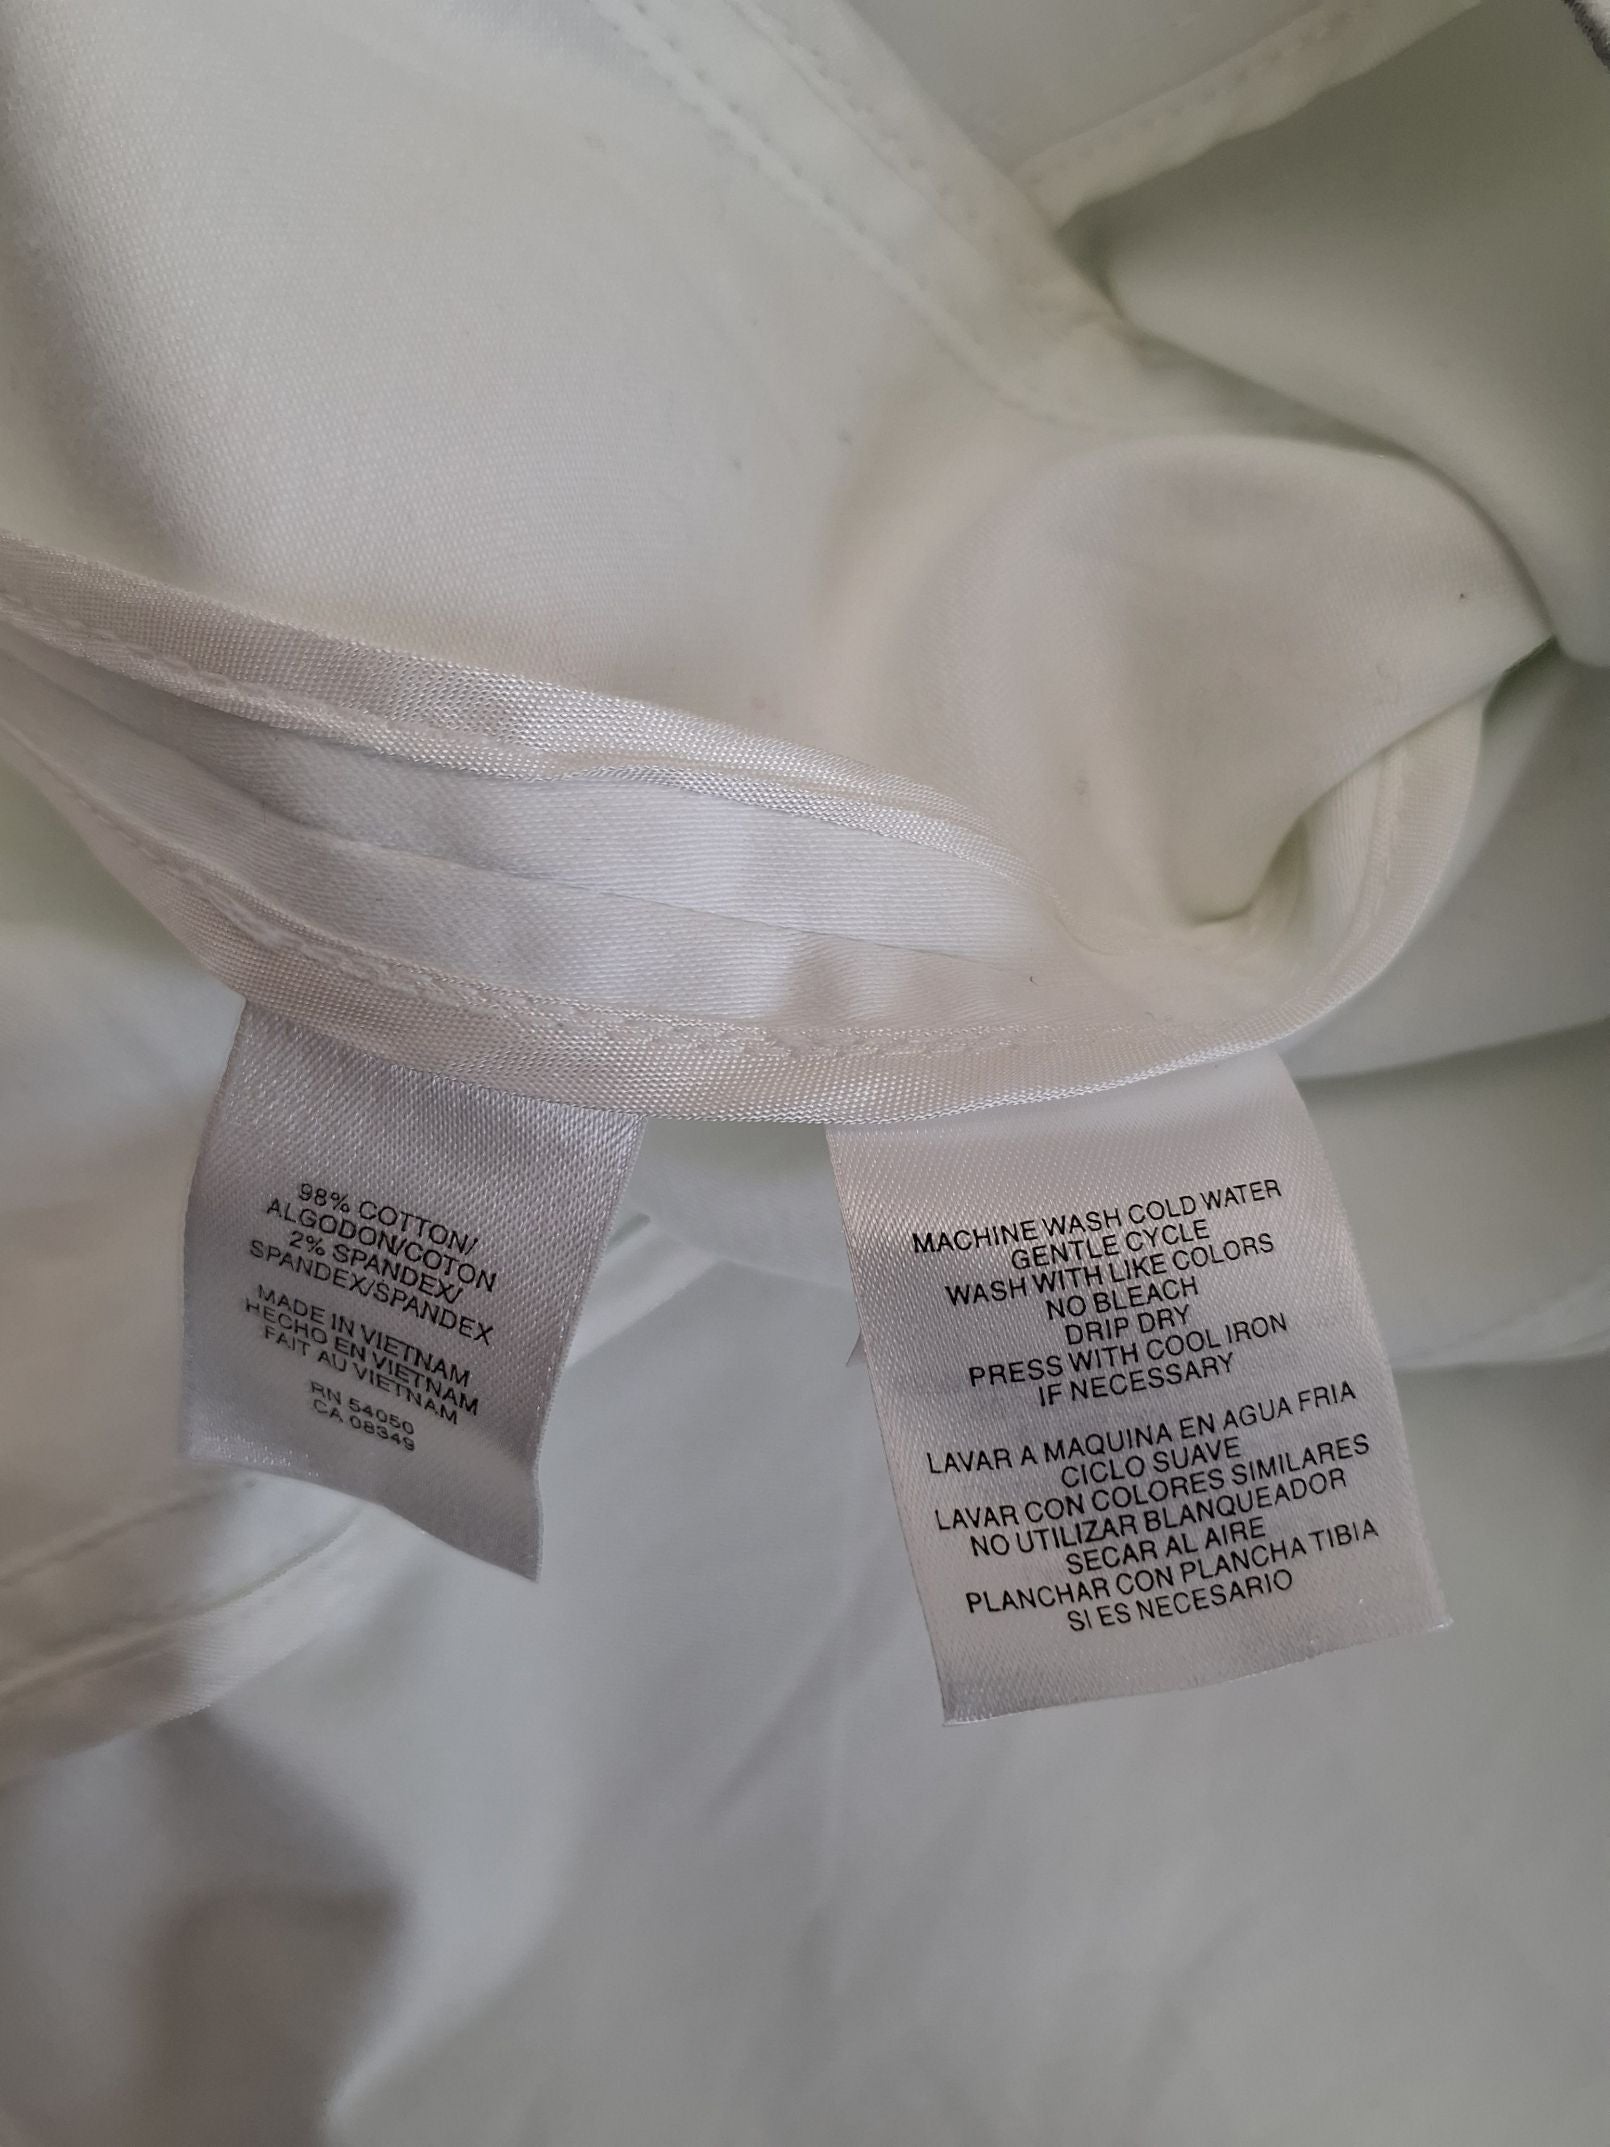 98% COTTON/
ALGODON/COTON
2% SPANDEX/
SPANDEX/SPANDEX
MADE IN VIETNAM
HECHO EN VIETNAM
FAIT AU VIETNAM
RN 54050
CA 08349
MACHINE WASH COLD WATER
GENTLE CYCLE
WASH WITH LIKE COLORS
NO BLEACH
DRIP DRY
PRESS WITH COOL IRON
IF NECESSARY
LAVAR A MAQUINA EN AGUA FRIA
CICLO SUAVE
LAVAR CON COLORES SIMILARES
NO UTILIZAR BLANQUEADOR
SECAR AL AIRE
PLANCHAR CON PLANCHA TIBIA
SI ES NECESARIO